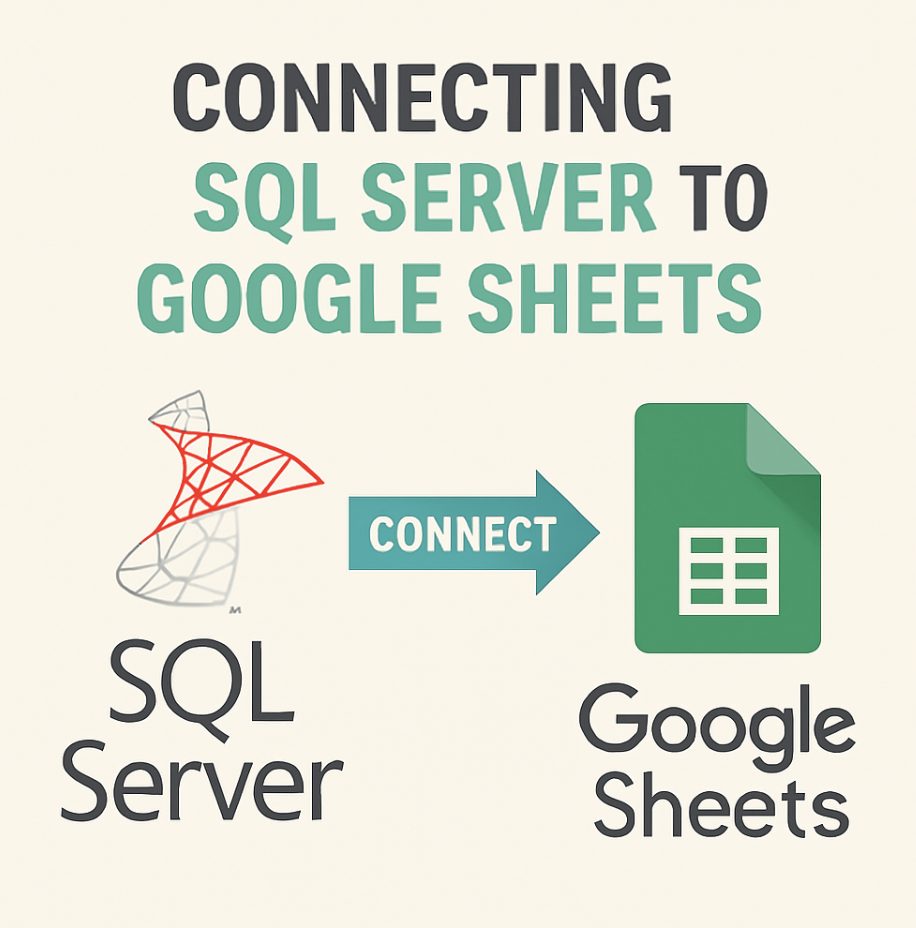 CONNECTING
SQL SERVER TO
GOOGLE SHEETS
CONNECT
SQL
Server
Google
Sheets